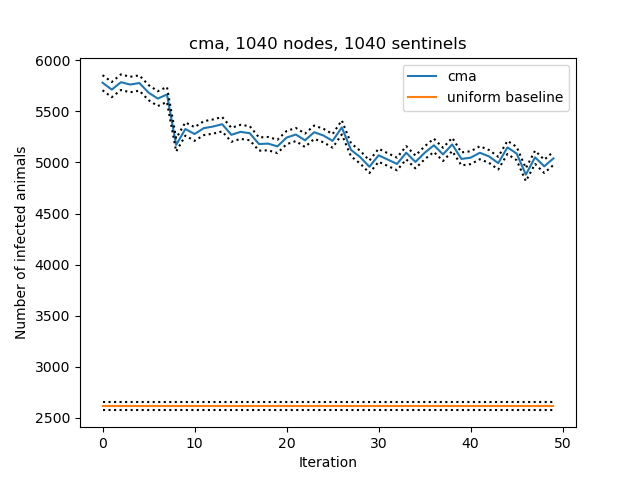 cma, 1040 nodes, 1040 sentinels
cma
uniform baseline
6000
5500
5000
4500
4000
3500
3000
2500
Number of infected animals
0 10 20 30 40 50
Iteration